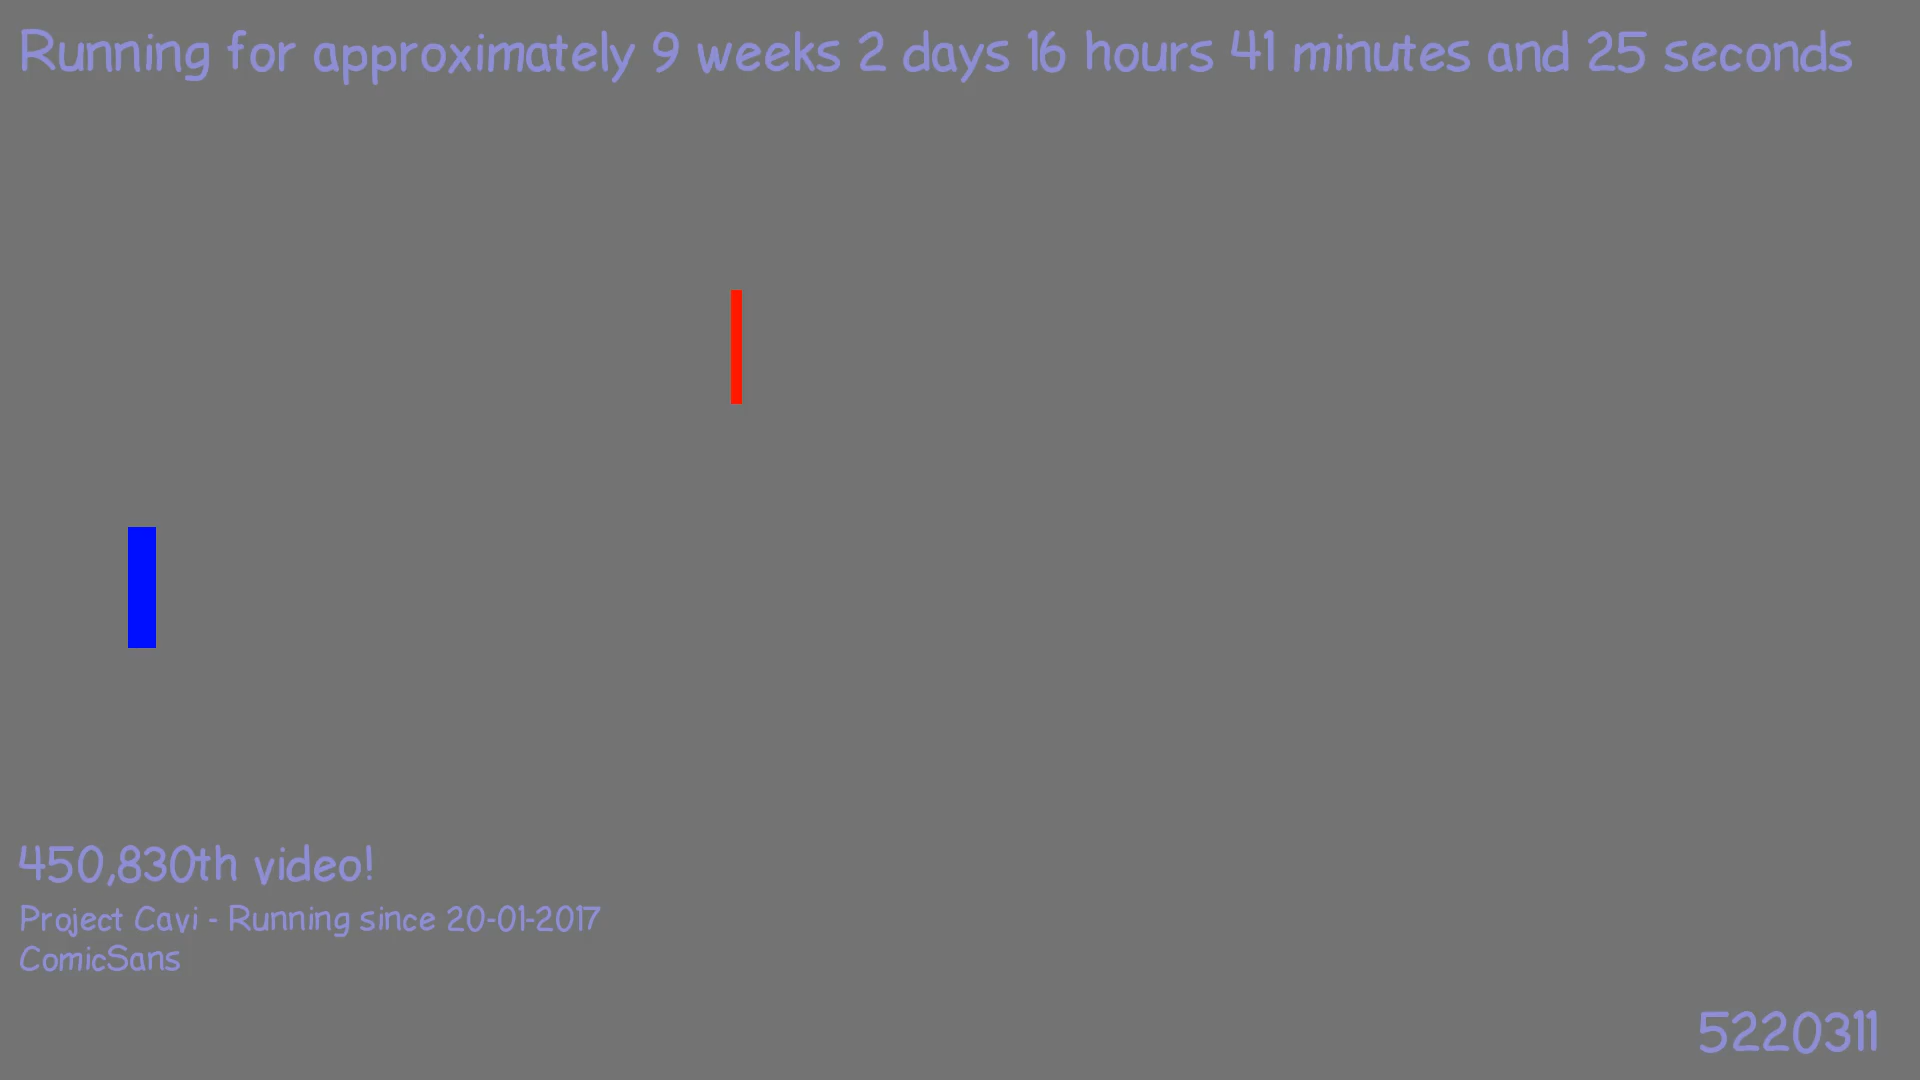 Running for approximately 9 weeks 2 days 16 hours 41 minutes and 25 seconds
450,830th video!
Project Cavi - Running since 20-01-2017
ComicSans
5220311